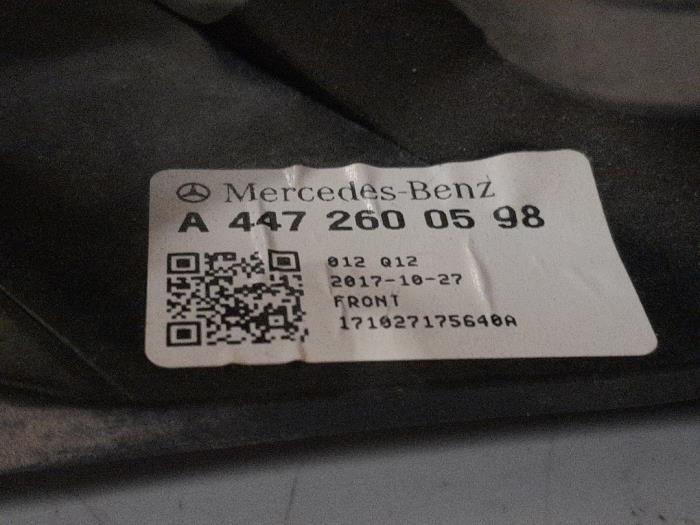 Mercedes-Benz
A 447 260 05 98
012 Q12
2017-10-27
FRONT
171027175640A